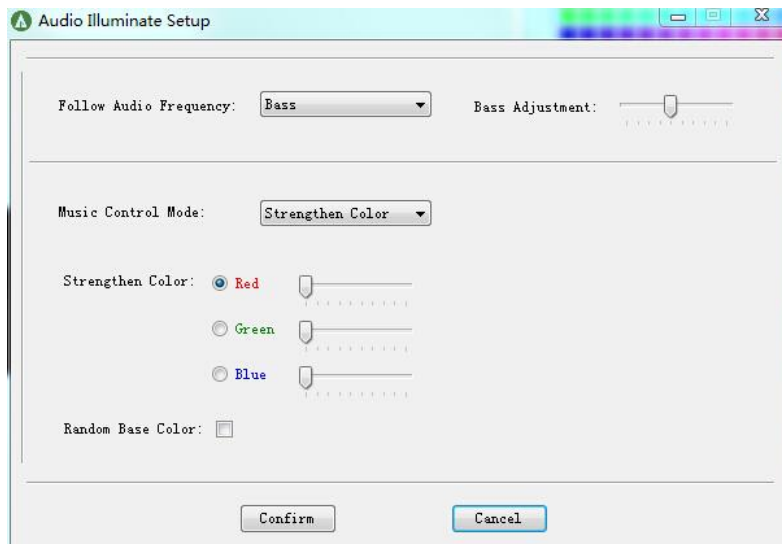 Audio Illuminate Setup
Follow Audio Frequency: Bass Bass Adjustment:
Music Control Mode: Strengthen Color
Strengthen Color: Red
Green
Blue
Random Base Color:
Confirm Cancel